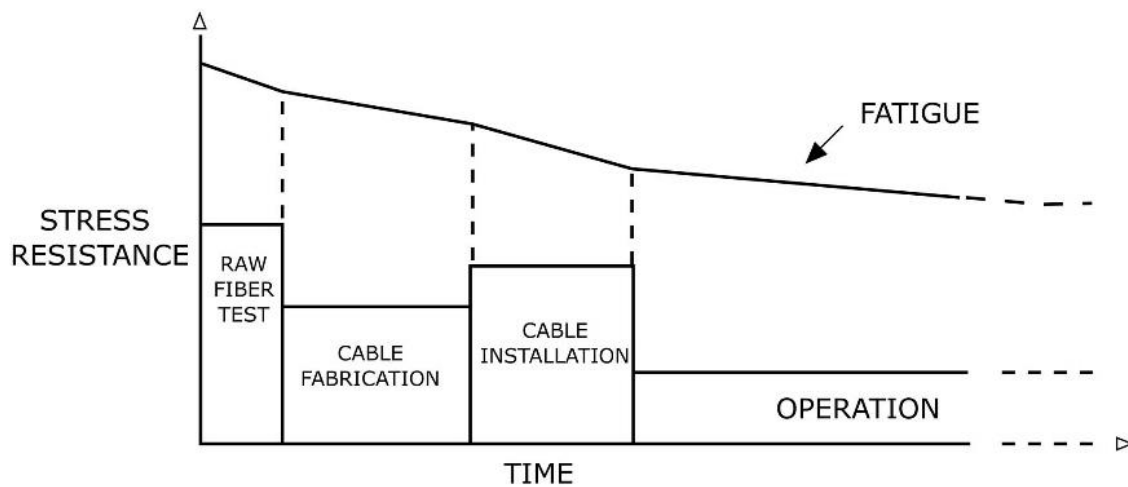 FATIGUE
STRESS
RESISTANCE
RAW
FIBER
TEST
CABLE
FABRICATION
CABLE
INSTALLATION
OPERATION
TIME